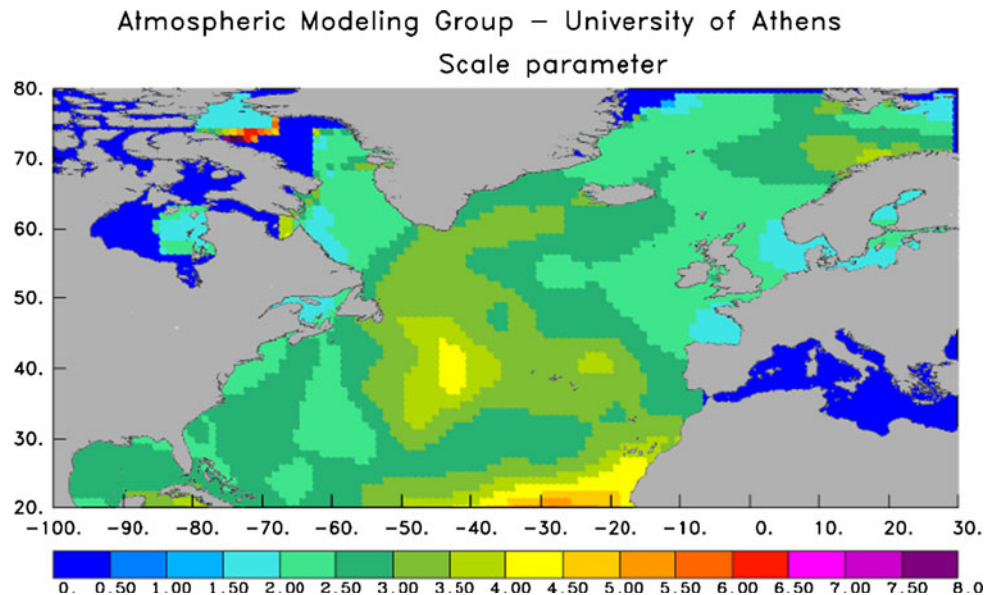 Atmospheric Modeling Group – University of Athens
Scale parameter
80.
70.
60.
50.
40.
30.
20.
-100. -90. -80. -70. -60. -50. -40. -30. -20. -10. 0. 10. 20. 30.
0. 0.50 1.00 1.50 2.00 2.50 3.00 3.50 4.00 4.50 5.00 5.50 6.00 6.50 7.00 7.50 8.0